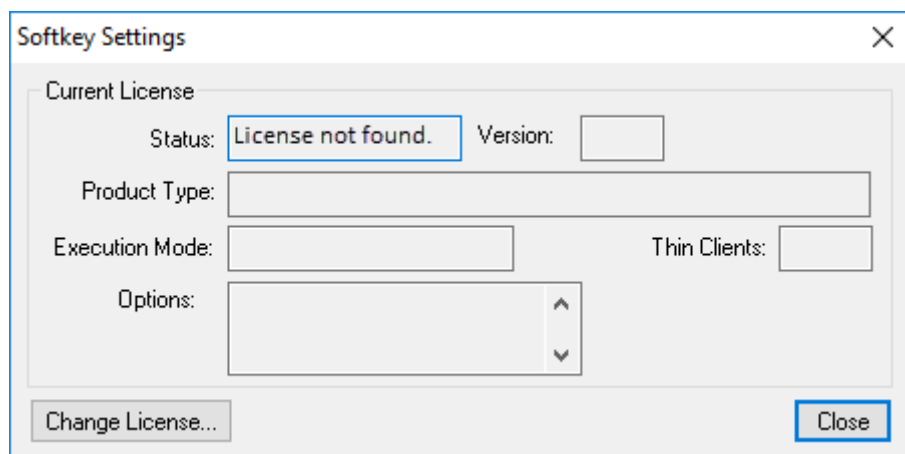 Softkey Settings
Current License
Status: License not found. Version:
Product Type:
Execution Mode: Thin Clients:
Options:
Change License... Close